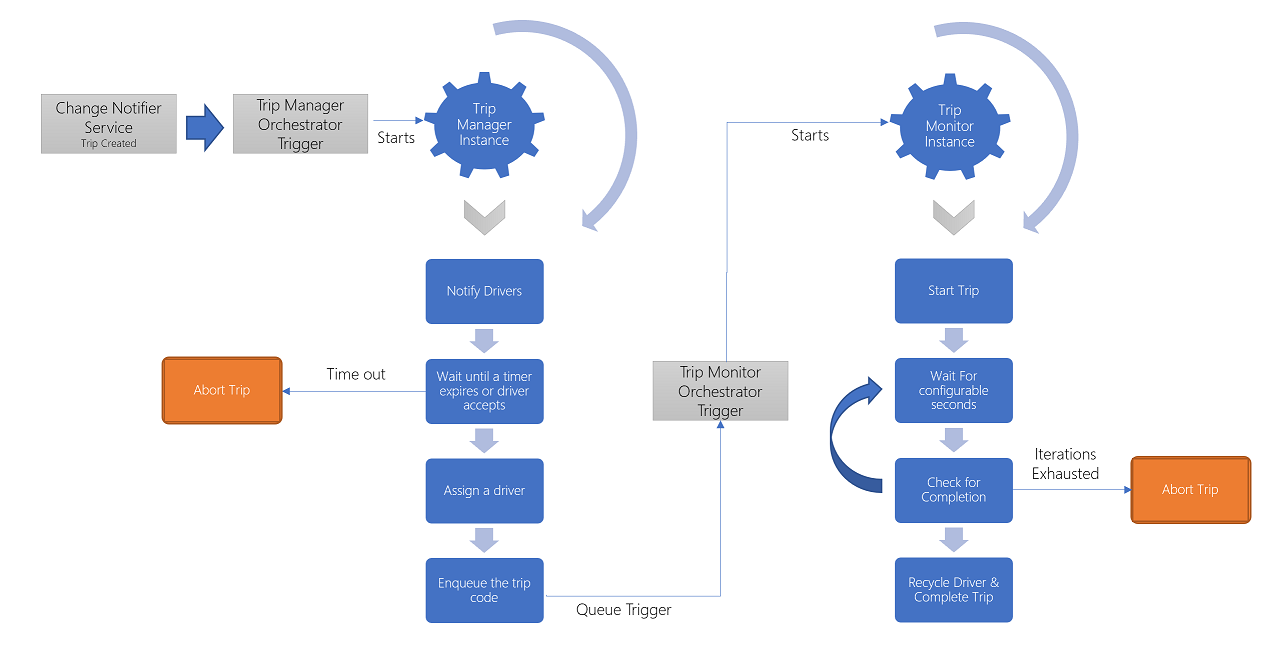 Change Notifier
Service
Trip Created
Trip Manager
Orchestrator
Trigger
Starts
Trip
Manager
Instance
Notify Drivers
Wait until a timer
expires or driver
accepts
Time out
Abort Trip
Assign a driver
Enqueue the trip
code
Queue Trigger
Trip Monitor
Orchestrator
Trigger
Starts
Trip
Monitor
Instance
Start Trip
Wait For
configurable
seconds
Check for
Completion
Iterations
Exhausted
Abort Trip
Recycle Driver &
Complete Trip